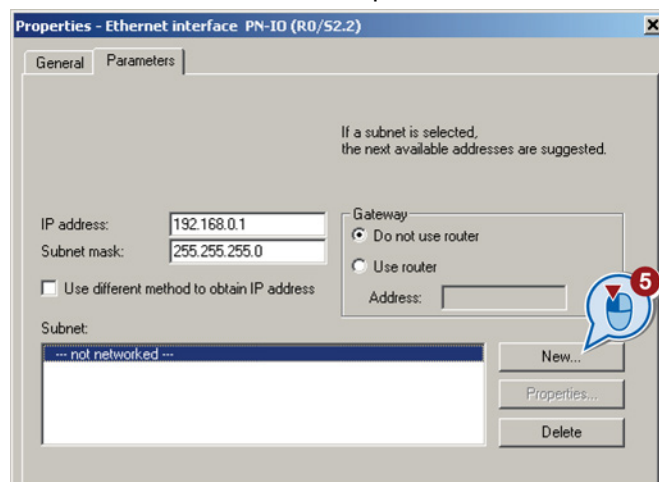 Properties - Ethernet interface PN-IO (R0/S2.2)
General Parameters
If a subnet is selected,
the next available addresses are suggested.
IP address: 192.168.0.1
Subnet mask: 255.255.255.0
Use different method to obtain IP address
Gateway
Do not use router
Use router
Address:
5
Subnet:
--- not networked ---
New...
Properties...
Delete